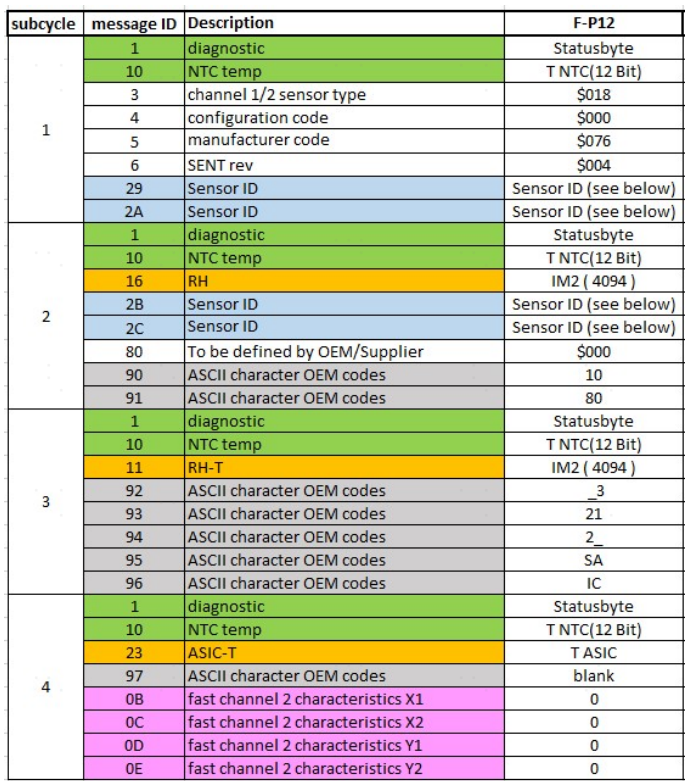 subcycle message ID Description F-P12
1
1 diagnostic Statusbyte
10 NTC temp T NTC(12 Bit)
3 channel 1/2 sensor type $018
4 configuration code $000
5 manufacturer code $076
6 SENT rev $004
29 Sensor ID Sensor ID (see below)
2A Sensor ID Sensor ID (see below)
2
1 diagnostic Statusbyte
10 NTC temp T NTC(12 Bit)
16 RH IM2 ( 4094 )
2B Sensor ID Sensor ID (see below)
2C Sensor ID Sensor ID (see below)
80 To be defined by OEM/Supplier $000
90 ASCII character OEM codes 10
91 ASCII character OEM codes 80
3
1 diagnostic Statusbyte
10 NTC temp T NTC(12 Bit)
11 RH-T IM2 ( 4094 )
92 ASCII character OEM codes _3
93 ASCII character OEM codes 21
94 ASCII character OEM codes 2_
95 ASCII character OEM codes SA
96 ASCII character OEM codes IC
4
1 diagnostic Statusbyte
10 NTC temp T NTC(12 Bit)
23 ASIC-T T ASIC
97 ASCII character OEM codes blank
0B fast channel 2 characteristics X1 0
0C fast channel 2 characteristics X2 0
0D fast channel 2 characteristics Y1 0
0E fast channel 2 characteristics Y2 0